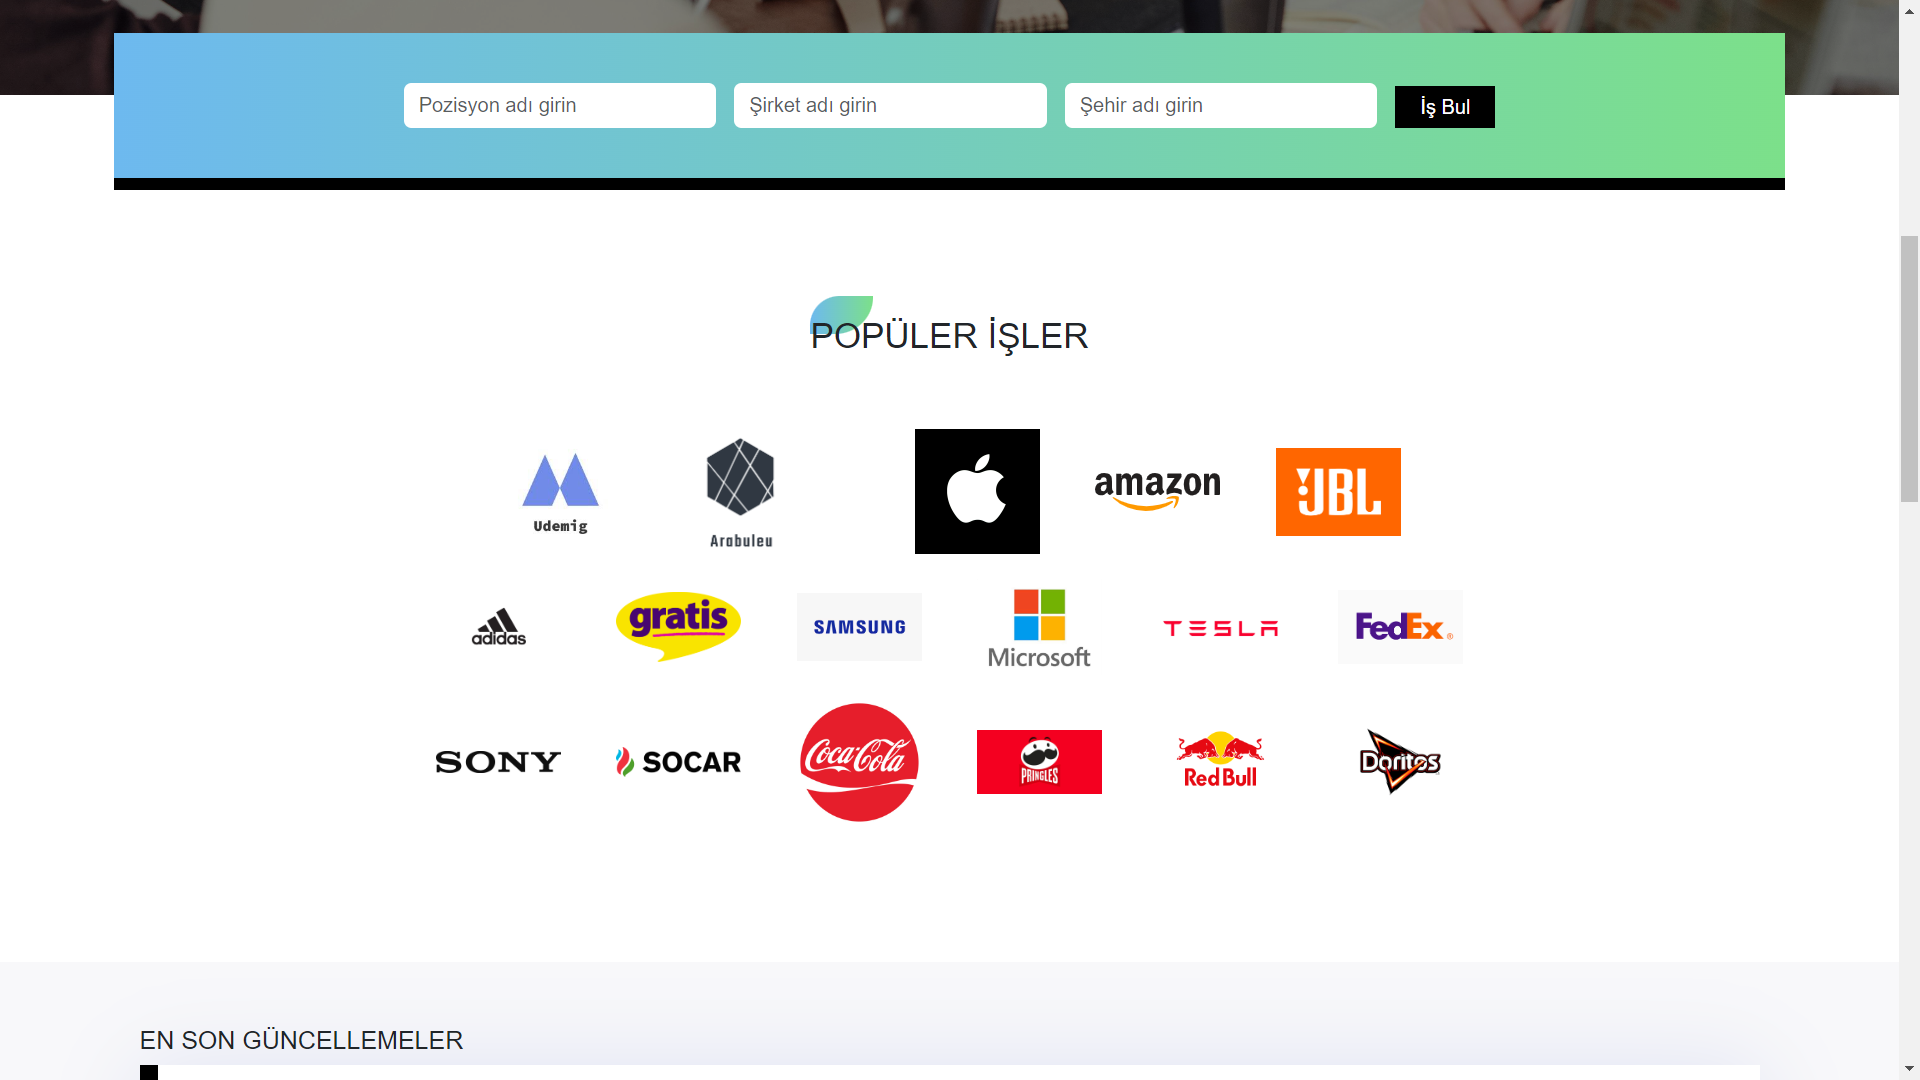 Pozisyon adı girin Şirket adı girin Şehir adı girin İş Bul
POPÜLER İŞLER
Udemig Arabuleu amazon JBL
adidas gratis SAMSUNG Microsoft TESLA FedEx®
SONY SOCAR Coca-Cola PRINGLES Red Bull Doritos
EN SON GÜNCELLEMELER